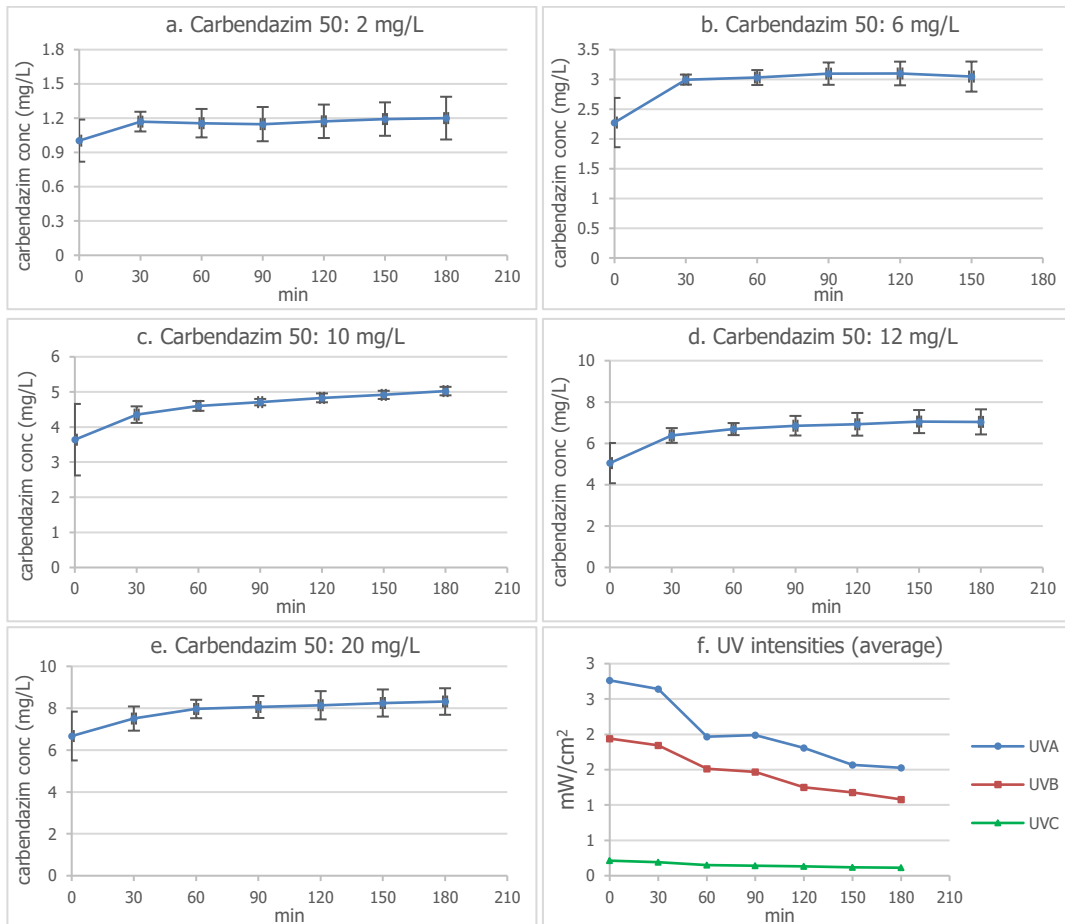 a. Carbendazim 50: 2 mg/L
carbendazim conc (mg/L)
1.8
1.5
1.2
0.9
0.6
0.3
0
0 30 60 90 120 150 180 210
min
b. Carbendazim 50: 6 mg/L
carbendazim conc (mg/L)
3.5
3
2.5
2
1.5
1
0.5
0
0 30 60 90 120 150 180
min
c. Carbendazim 50: 10 mg/L
carbendazim conc (mg/L)
6
5
4
3
2
1
0
0 30 60 90 120 150 180 210
min
d. Carbendazim 50: 12 mg/L
carbendazim conc (mg/L)
10
8
6
4
2
0
0 30 60 90 120 150 180 210
min
e. Carbendazim 50: 20 mg/L
carbendazim conc (mg/L)
10
8
6
4
2
0
0 30 60 90 120 150 180 210
min
f. UV intensities (average)
mW/cm²
3
3
2
2
1
1
0
0 30 60 90 120 150 180 210
min
UVA
UVB
UVC